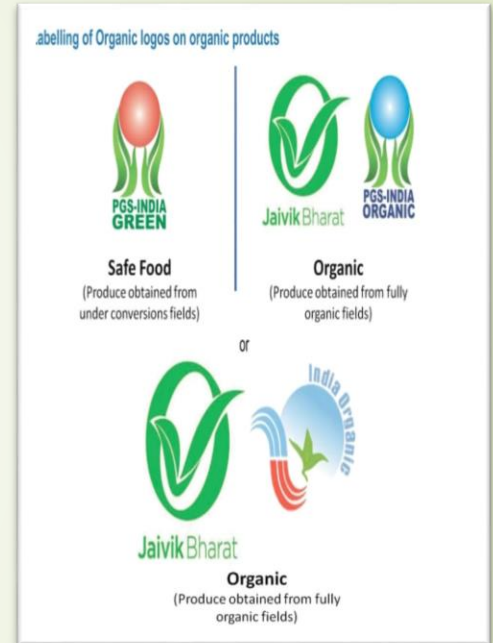 .abelling of Organic logos on organic products
PGS-INDIA
GREEN
Safe Food
(Produce obtained from
under conversions fields)
Jaivik Bharat
PGS-INDIA
ORGANIC
Organic
(Produce obtained from fully
organic fields)
or
Jaivik Bharat
India Organic
Organic
(Produce obtained from fully
organic fields)